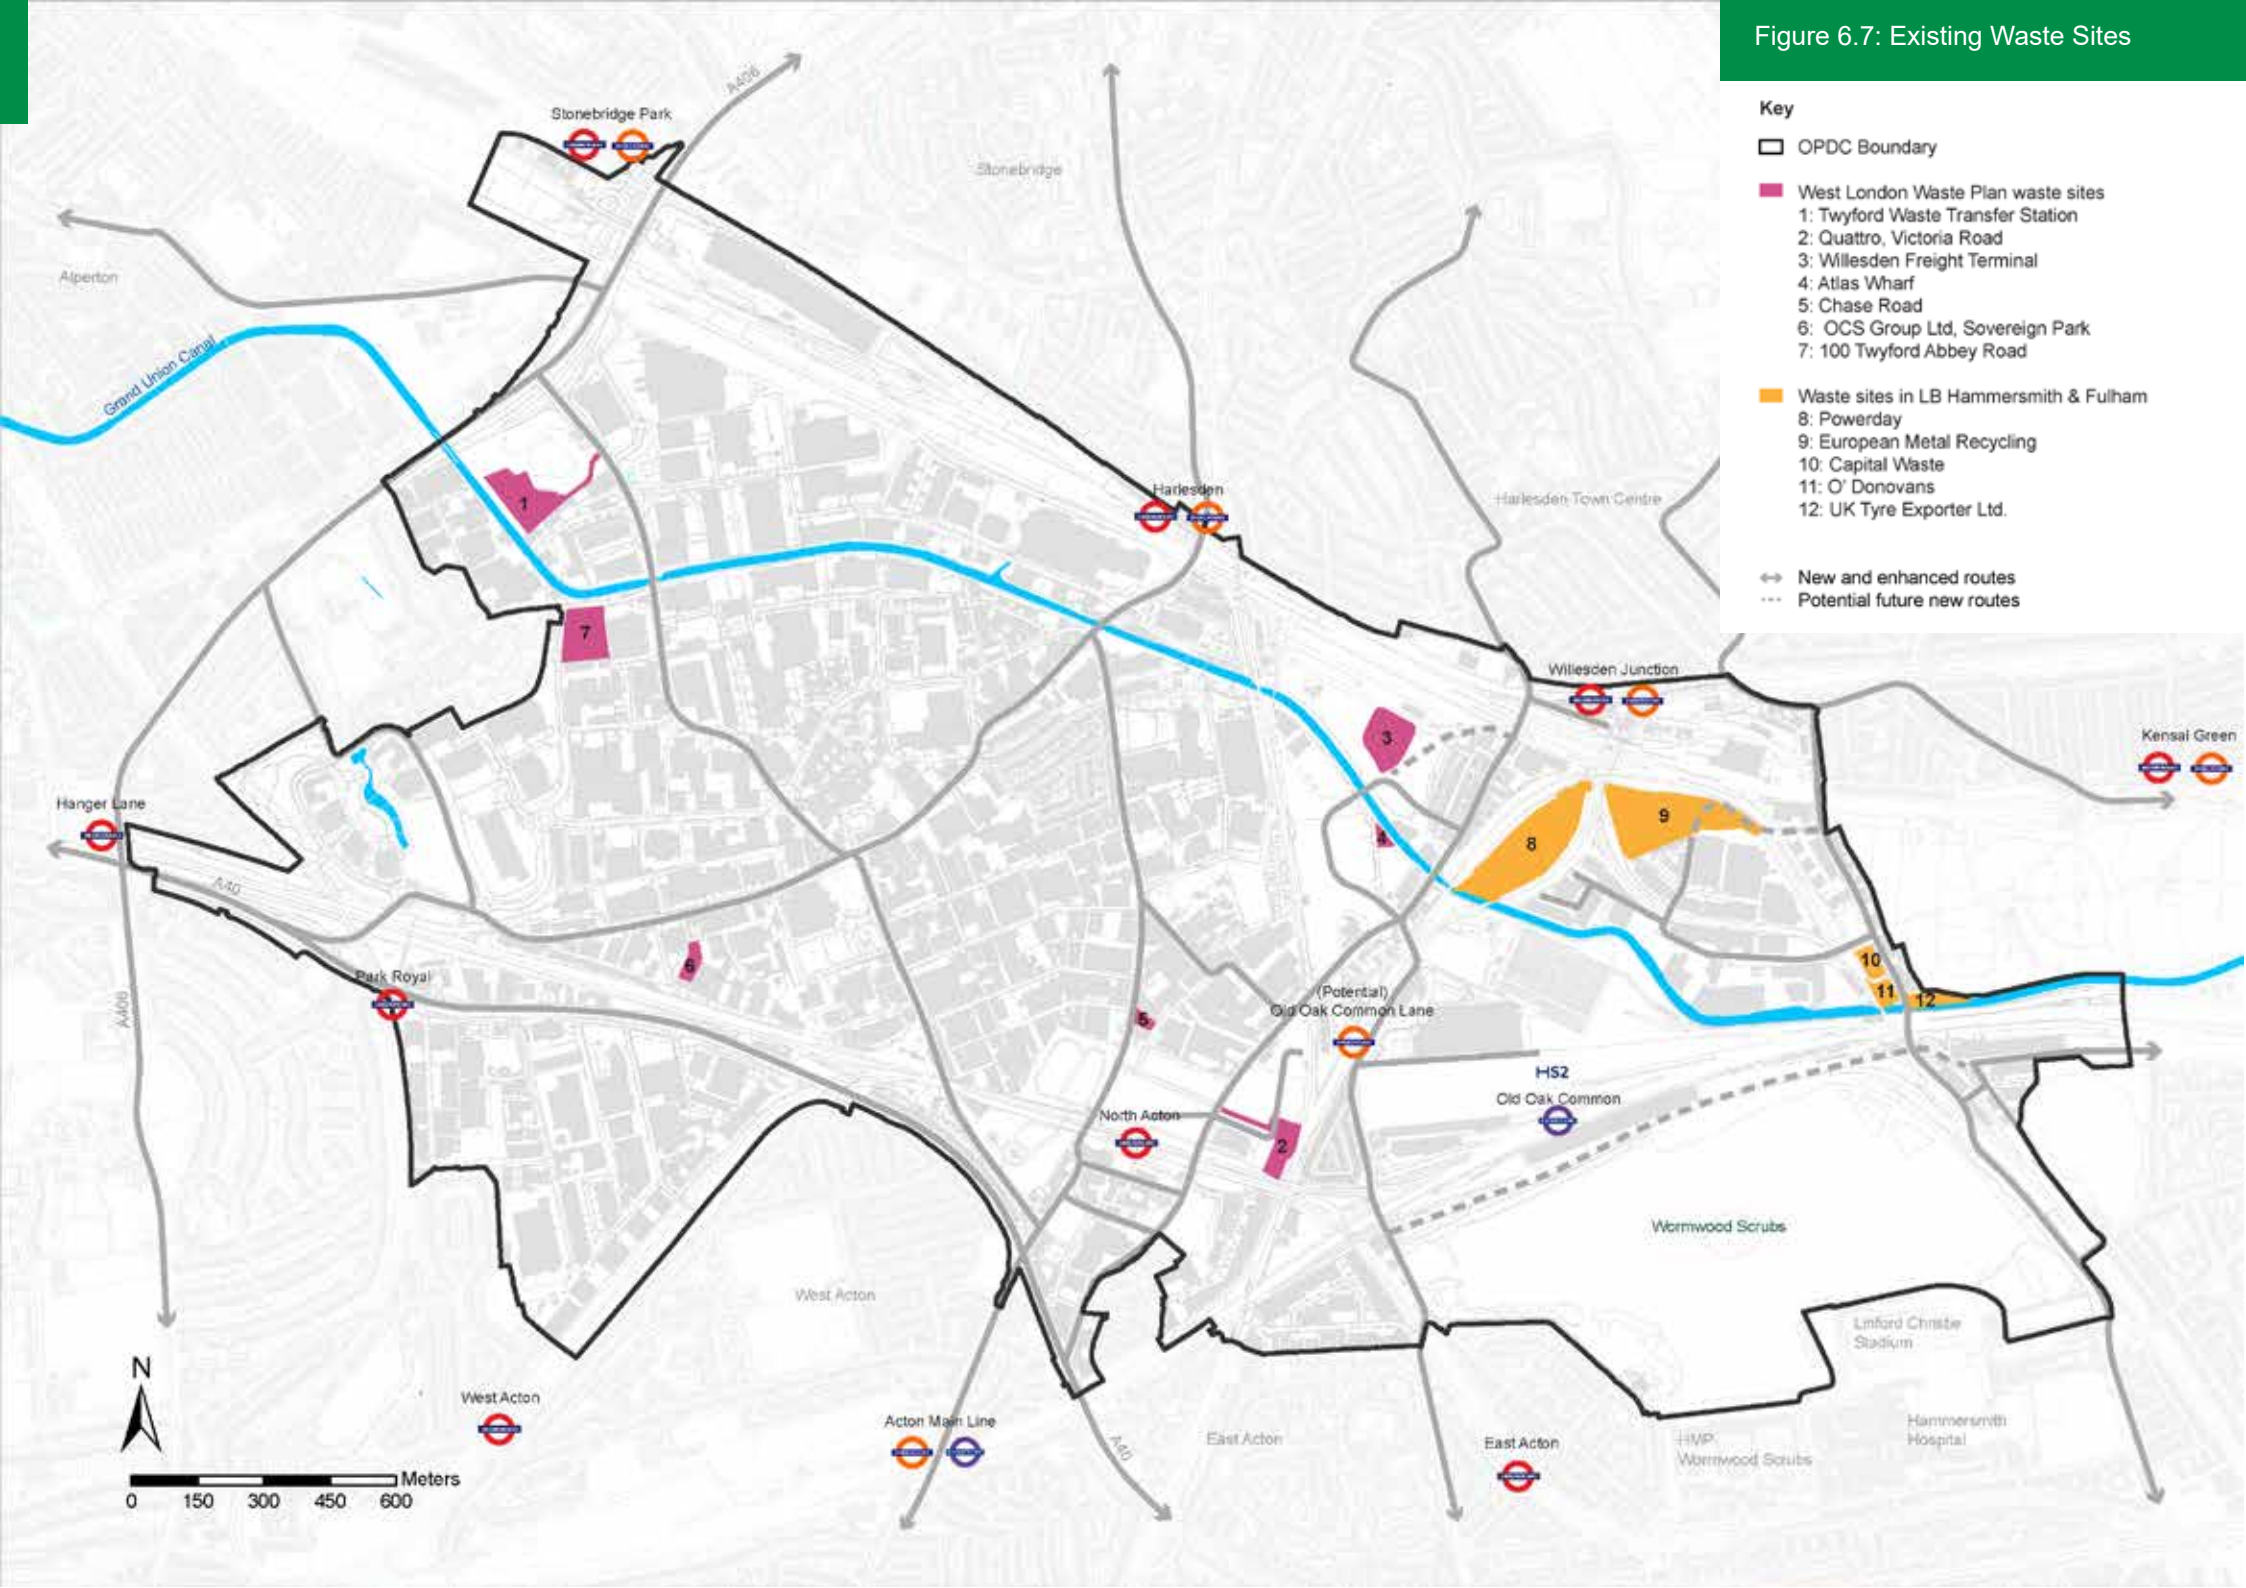 Figure 6.7: Existing Waste Sites
Key
OPDC Boundary
West London Waste Plan waste sites
1: Twyford Waste Transfer Station
2: Quattro, Victoria Road
3: Willesden Freight Terminal
4: Atlas Wharf
5: Chase Road
6: OCS Group Ltd, Sovereign Park
7: 100 Twyford Abbey Road
Waste sites in LB Hammersmith & Fulham
8: Powerday
9: European Metal Recycling
10: Capital Waste
11: O' Donovans
12: UK Tyre Exporter Ltd.
New and enhanced routes
Potential future new routes
A406
Stonebridge Park
Stonebridge
Alperton
Grand Union Canal
1
Harlesden
Harlesden Town Centre
7
Willesden Junction
3
Kensal Green
Hanger Lane
9
4
8
A40
6
10
Park Royal
11
12
(Potential)
Old Oak Common Lane
A406
5
HS2
Old Oak Common
North Acton
2
Wormwood Scrubs
West Acton
Linford Christie
Stadium
N
West Acton
Acton Main Line
A40
East Acton
East Acton
HMP
Wormwood Scrubs
Hammersmith
Hospital
Meters
0 150 300 450 600